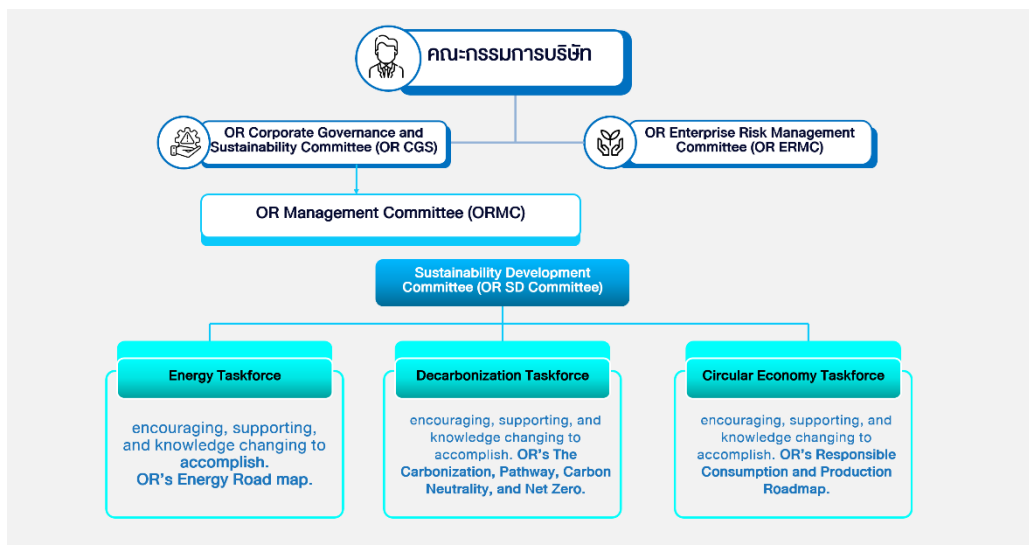 คณะกรรมการบริษัท
OR Corporate Governance and
Sustainability Committee (OR CGS)
OR Enterprise Risk Management
Committee (OR ERMC)
OR Management Committee (ORMC)
Sustainability Development
Committee (OR SD Committee)
Energy Taskforce
encouraging, supporting,
and knowledge changing to
accomplish.
OR's Energy Road map.
Decarbonization Taskforce
encouraging, supporting, and
knowledge changing to
accomplish. OR's The
Carbonization, Pathway, Carbon
Neutrality, and Net Zero.
Circular Economy Taskforce
encouraging, supporting, and
knowledge changing to
accomplish. OR's Responsible
Consumption and Production
Roadmap.